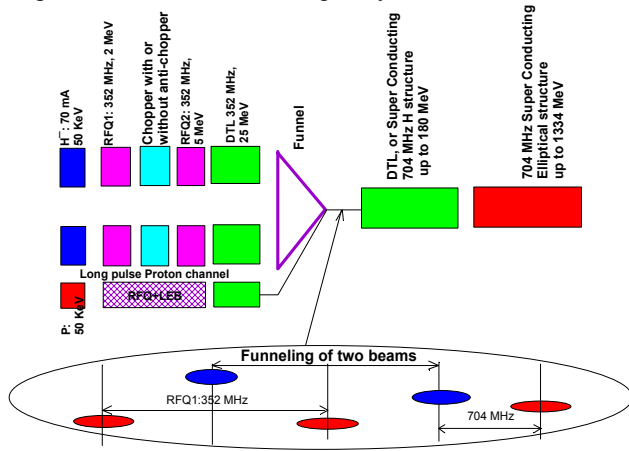 H⁻: 70 mA
50 KeV
RFQ1: 352 MHz, 2 MeV
Chopper with or
without anti-chopper
RFQ2: 352 MHz,
5 MeV
DTL 352 MHz,
25 MeV
Funnel
DTL, or Super Conducting
704 MHz H structure
up to 180 MeV
704 MHz Super Conducting
Elliptical structure
up to 1334 MeV
Long pulse Proton channel
RFQ+LEB
P:
50 KeV
Funneling of two beams
RFQ1:352 MHz
704 MHz